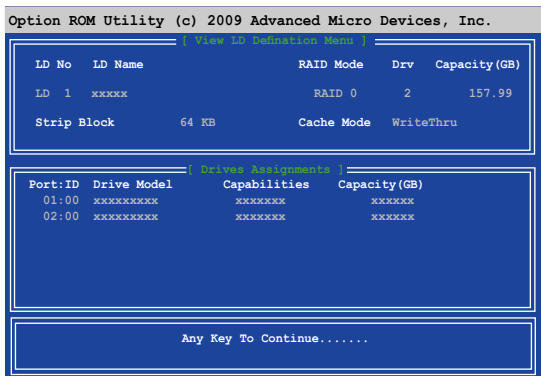 Option ROM Utility (c) 2009 Advanced Micro Devices, Inc.
[ View LD Defination Menu ]
LD No LD Name RAID Mode Drv Capacity(GB)
LD 1 xxxxx RAID 0 2 157.99
Strip Block 64 KB Cache Mode WriteThru
[ Drives Assignments ]
Port:ID Drive Model Capabilities Capacity(GB)
01:00 xxxxxxxxx xxxxxxx xxxxxx
02:00 xxxxxxxxx xxxxxxx xxxxxx
Any Key To Continue.......